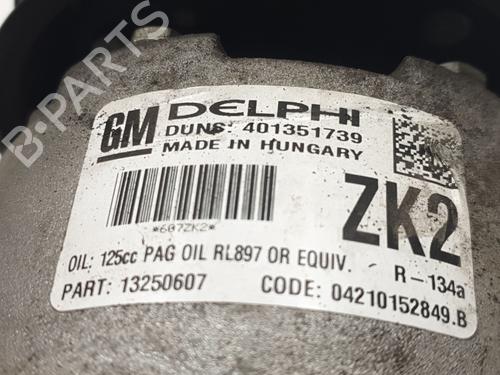 B-PARTS
GM DELPHI
DUNS: 401351739
MADE IN HUNGARY
*607ZK2*
ZK2
OIL: 125cc PAG OIL RL897 OR EQUIV.
R-134a
PART: 13250607
CODE: 04210152849.B